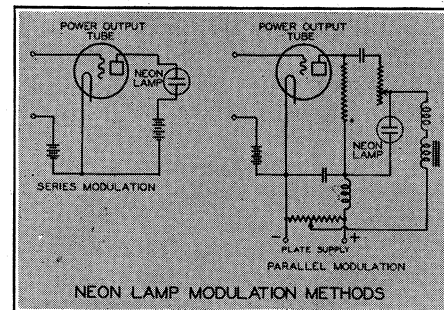 POWER OUTPUT
TUBE
NEON
LAMP
SERIES MODULATION
POWER OUTPUT
TUBE
NEON
LAMP
- +
PLATE SUPPLY
PARALLEL MODULATION
NEON LAMP MODULATION METHODS